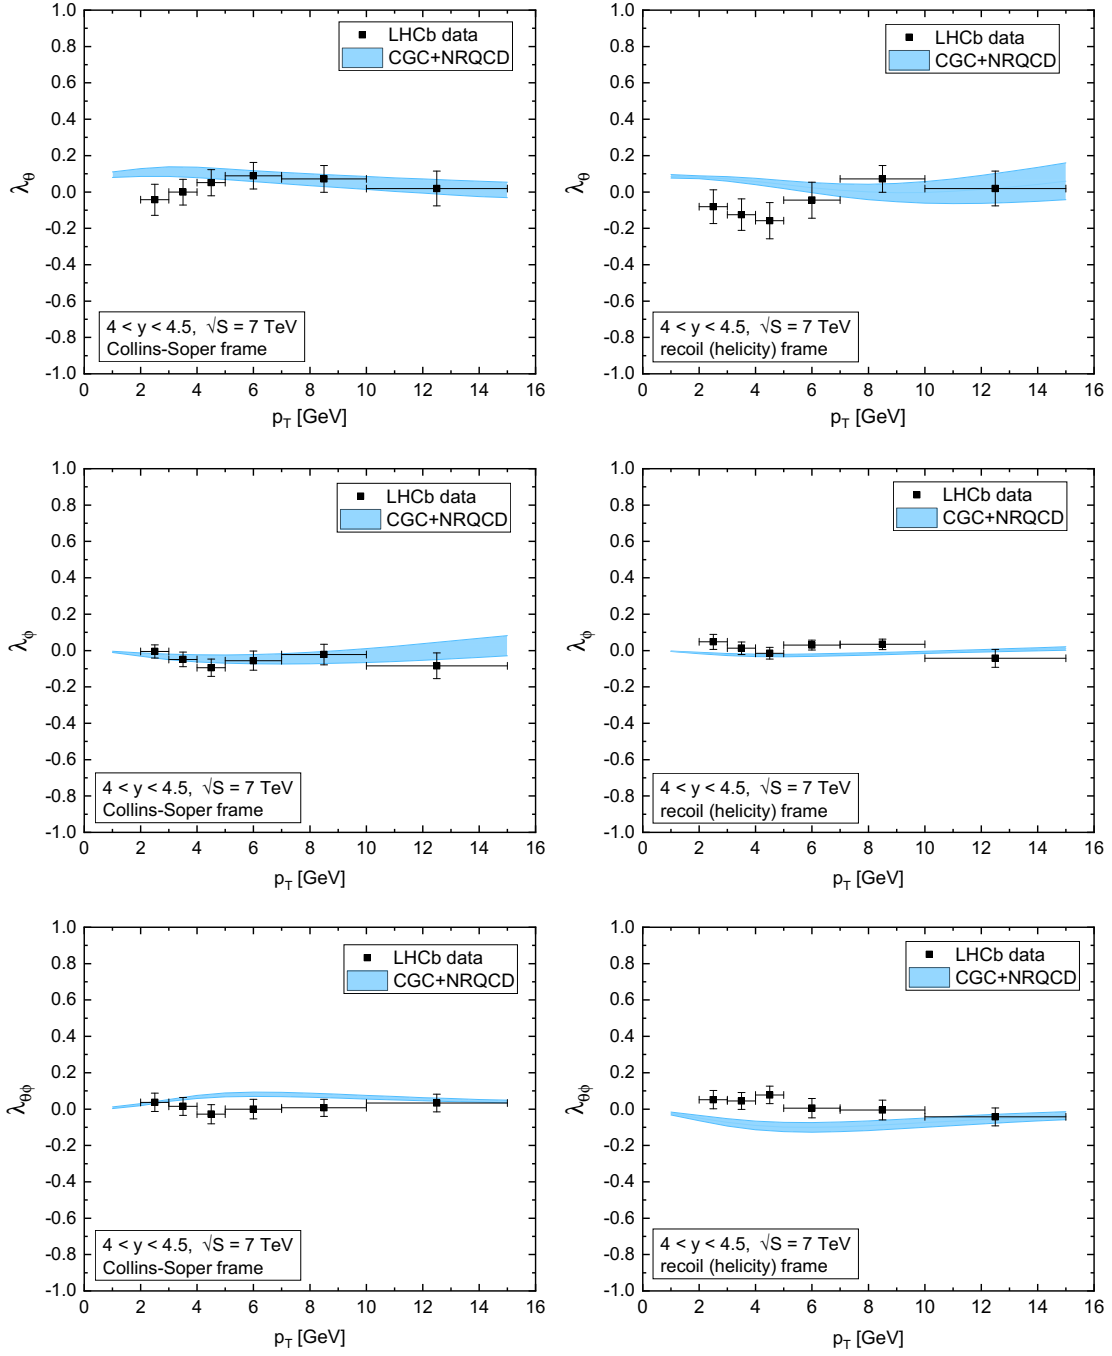 1.0
0.8
0.6
0.4
0.2
0.0
-0.2
-0.4
-0.6
-0.8
-1.0
λθ
LHCb data
CGC+NRQCD
4 < y < 4.5, √S = 7 TeV
Collins-Soper frame
0 2 4 6 8 10 12 14 16
pT [GeV]
1.0
0.8
0.6
0.4
0.2
0.0
-0.2
-0.4
-0.6
-0.8
-1.0
λθ
LHCb data
CGC+NRQCD
4 < y < 4.5, √S = 7 TeV
recoil (helicity) frame
0 2 4 6 8 10 12 14 16
pT [GeV]
1.0
0.8
0.6
0.4
0.2
0.0
-0.2
-0.4
-0.6
-0.8
-1.0
λϕ
LHCb data
CGC+NRQCD
4 < y < 4.5, √S = 7 TeV
Collins-Soper frame
0 2 4 6 8 10 12 14 16
pT [GeV]
1.0
0.8
0.6
0.4
0.2
0.0
-0.2
-0.4
-0.6
-0.8
-1.0
λϕ
LHCb data
CGC+NRQCD
4 < y < 4.5, √S = 7 TeV
recoil (helicity) frame
0 2 4 6 8 10 12 14 16
pT [GeV]
1.0
0.8
0.6
0.4
0.2
0.0
-0.2
-0.4
-0.6
-0.8
-1.0
λθϕ
LHCb data
CGC+NRQCD
4 < y < 4.5, √S = 7 TeV
Collins-Soper frame
0 2 4 6 8 10 12 14 16
pT [GeV]
1.0
0.8
0.6
0.4
0.2
0.0
-0.2
-0.4
-0.6
-0.8
-1.0
λθϕ
LHCb data
CGC+NRQCD
4 < y < 4.5, √S = 7 TeV
recoil (helicity) frame
0 2 4 6 8 10 12 14 16
pT [GeV]